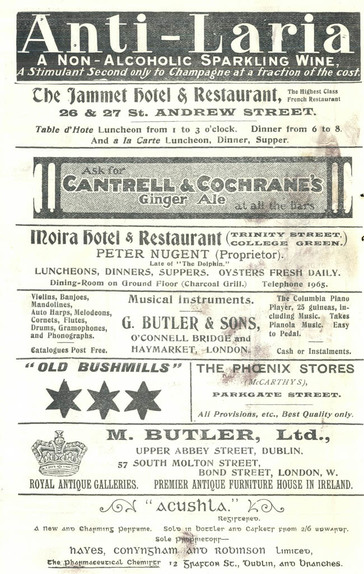 Anti-Laria
A NON-ALCOHOLIC SPARKLING WINE,
A Stimulant Second only to Champagne at a fraction of the cost.
The Jammet Hotel & Restaurant, The Highest Class French Restaurant
26 & 27 St. ANDREW STREET.
Table d'Hote Luncheon from 1 to 3 o'clock. Dinner from 6 to 8.
And a la Carte Luncheon, Dinner, Supper.
Ask for
CANTRELL & COCHRANE'S
Ginger Ale at all the Bars
Moira Hotel & Restaurant (TRINITY STREET, COLLEGE GREEN.)
PETER NUGENT (Proprietor).
Late of "The Dolphin."
LUNCHEONS, DINNERS, SUPPERS. OYSTERS FRESH DAILY.
Dining-Room on Ground Floor (Charcoal Grill.) Telephone 1965.
Violins, Banjoes,
Mandolines,
Auto Harps, Melodeons,
Cornets, Flutes,
Drums, Gramophones,
and Phonographs.
Catalogues Post Free.
Musical Instruments.
G. BUTLER & SONS,
O'CONNELL BRIDGE and
HAYMARKET, LONDON.
The Columbia Piano
Player, 25 guineas, in-
cluding Music. Takes
Pianola Music. Easy
to Pedal.
Cash or Instalments.
"OLD BUSHMILLS"
THE PHŒNIX STORES
(McCARTHY'S),
PARKGATE STREET.
All Provisions, etc., Best Quality only.
M. BUTLER, Ltd.,
UPPER ABBEY STREET, DUBLIN.
57 SOUTH MOLTON STREET,
BOND STREET, LONDON, W.
ROYAL ANTIQUE GALLERIES. PREMIER ANTIQUE FURNITURE HOUSE IN IRELAND.
"acushla."
Registered.
A New and Charming Perfume. Sold in Bottles and Caskets from 2/6 upwards.
Sole Proprietors—
HAYES, CONYNGHAM AND ROBINSON Limited,
The Pharmaceutical Chemists 12 Grafton St., Dublin, and Branches.